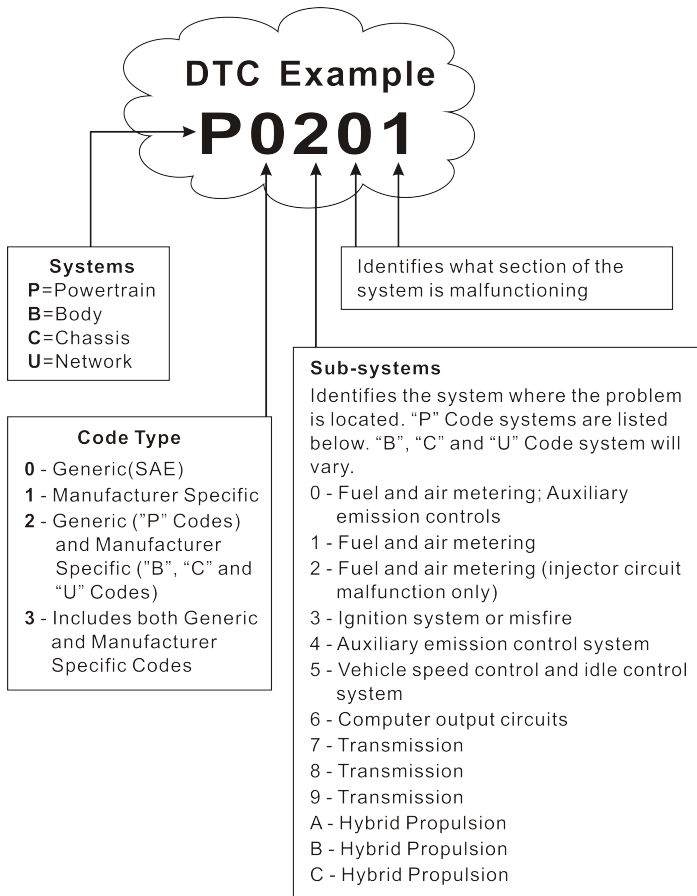 DTC Example
P0201
Systems
P=Powertrain
B=Body
C=Chassis
U=Network
Identifies what section of the
system is malfunctioning
Code Type
0 - Generic(SAE)
1 - Manufacturer Specific
2 - Generic (”P” Codes)
and Manufacturer
Specific (”B”, “C” and
“U” Codes)
3 - Includes both Generic
and Manufacturer
Specific Codes
Sub-systems
Identifies the system where the problem
is located. “P” Code systems are listed
below. “B”, “C” and “U” Code system will
vary.
0 - Fuel and air metering; Auxiliary
emission controls
1 - Fuel and air metering
2 - Fuel and air metering (injector circuit
malfunction only)
3 - Ignition system or misfire
4 - Auxiliary emission control system
5 - Vehicle speed control and idle control
system
6 - Computer output circuits
7 - Transmission
8 - Transmission
9 - Transmission
A - Hybrid Propulsion
B - Hybrid Propulsion
C - Hybrid Propulsion